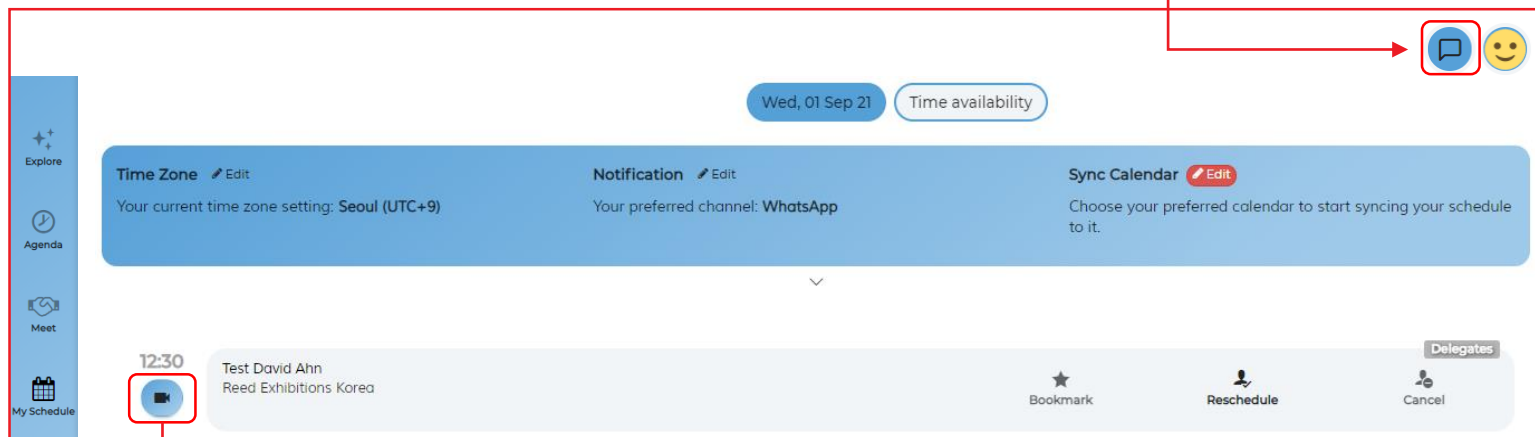 Wed, 01 Sep 21 Time availability
Explore
Agenda
Meet
My Schedule
Time Zone Edit
Your current time zone setting: Seoul (UTC+9)
Notification Edit
Your preferred channel: WhatsApp
Sync Calendar Edit
Choose your preferred calendar to start syncing your schedule
to it.
12:30
Test David Ahn
Reed Exhibitions Korea
Delegates
Bookmark Reschedule Cancel